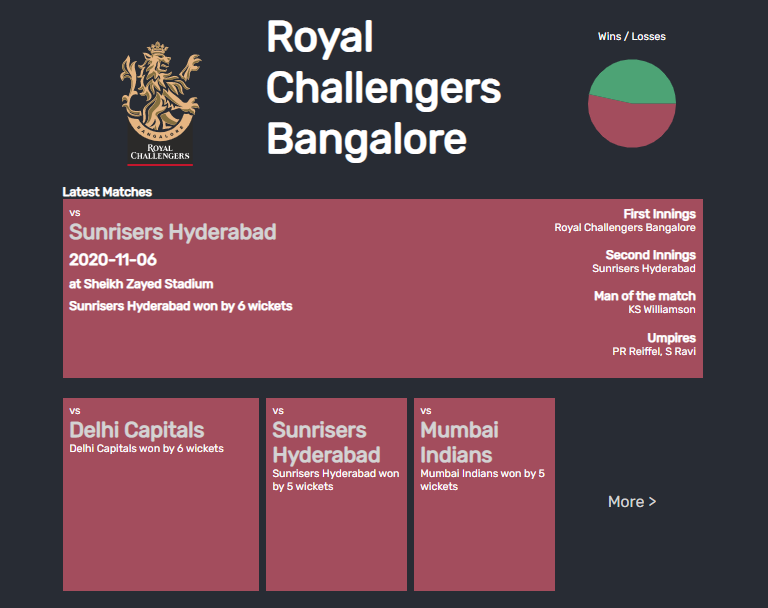 Royal
Challengers
Bangalore
Wins / Losses
BANGALORE
ROYAL
CHALLENGERS
Latest Matches
vs
Sunrisers Hyderabad
2020-11-06
at Sheikh Zayed Stadium
Sunrisers Hyderabad won by 6 wickets
First Innings
Royal Challengers Bangalore
Second Innings
Sunrisers Hyderabad
Man of the match
KS Williamson
Umpires
PR Reiffel, S Ravi
vs
Delhi Capitals
Delhi Capitals won by 6 wickets
vs
Sunrisers
Hyderabad
Sunrisers Hyderabad won
by 5 wickets
vs
Mumbai
Indians
Mumbai Indians won by 5
wickets
More >